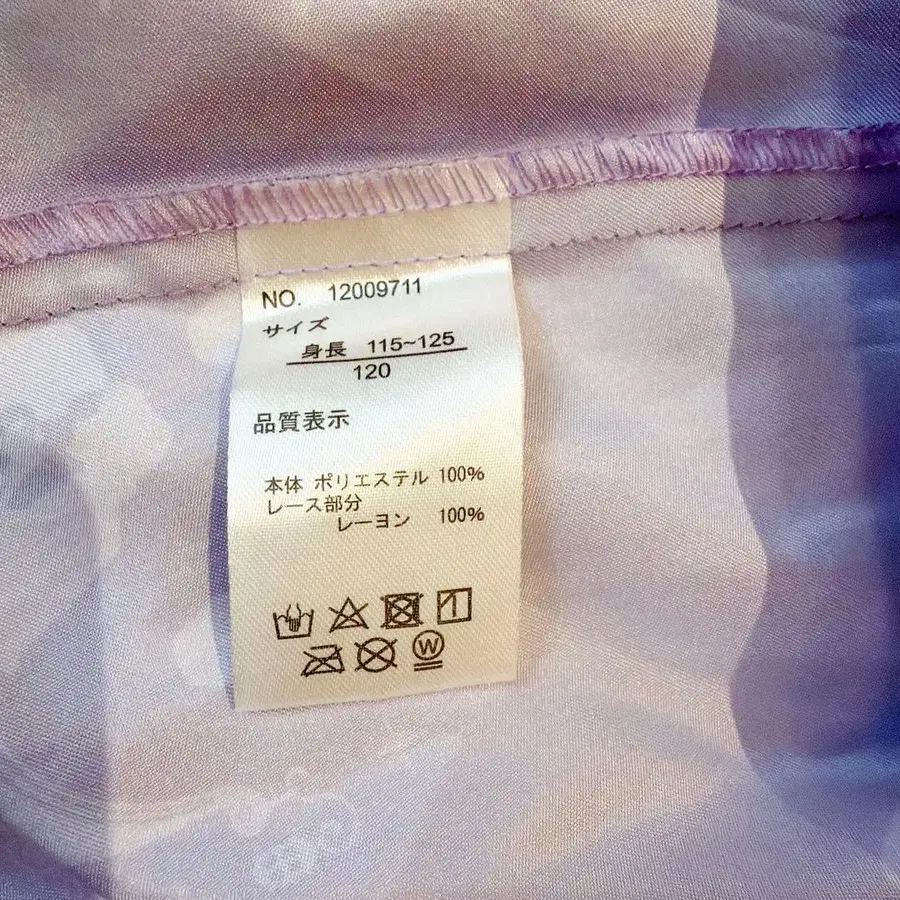 NO. 12009711
サイズ
身長 115~125
120
品質表示
本体 ポリエステル 100%
レース部分
レーヨン 100%
W